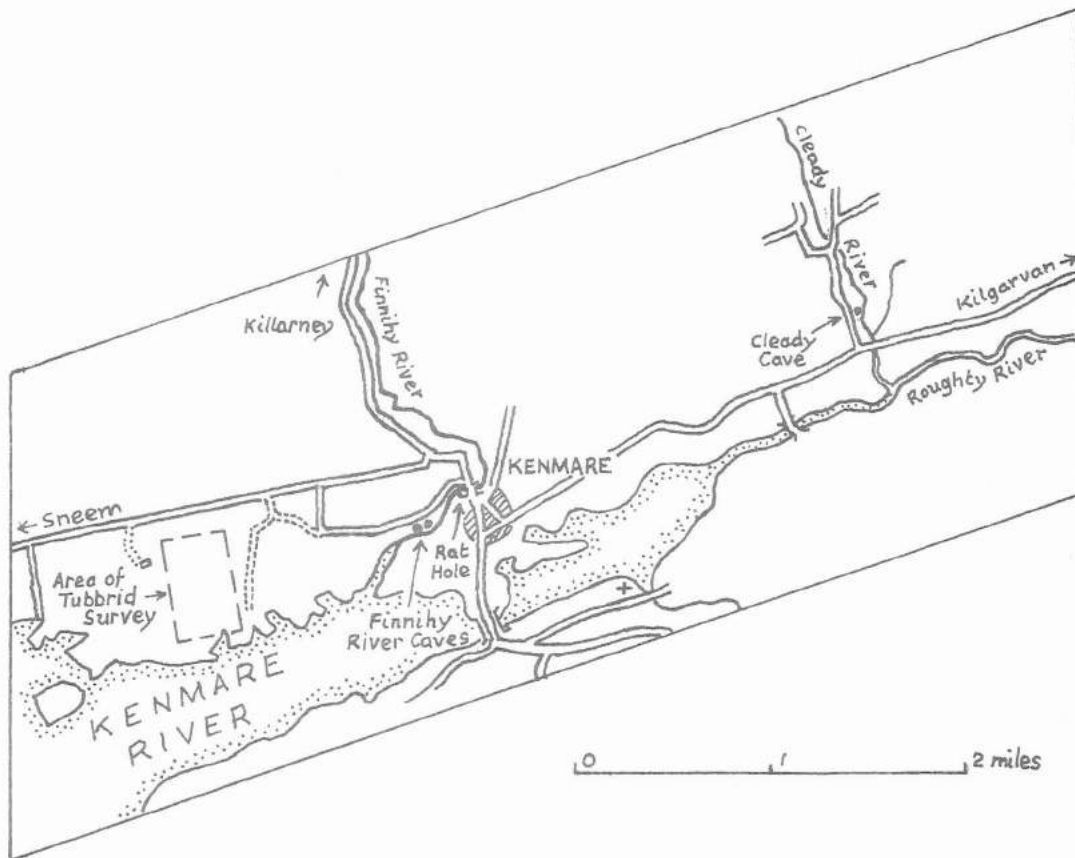 Cleady
River
Kilgarvan
Killarney
Finnihy River
Cleady
Cave
Roughty River
KENMARE
Sneem
Rat
Hole
Area of
Tubbrid
Survey
Finnihy
River Caves
KENMARE
RIVER
0 1 2 miles